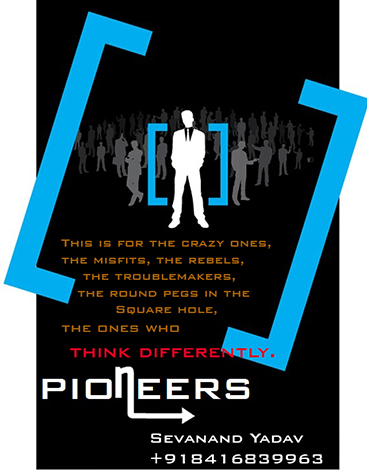 This is for the crazy ones,
the misfits, the rebels,
the troublemakers,
the round pegs in the
Square hole,
the ones who
think differently.
PIONEERS
Sevanand Yadav
+918416839963